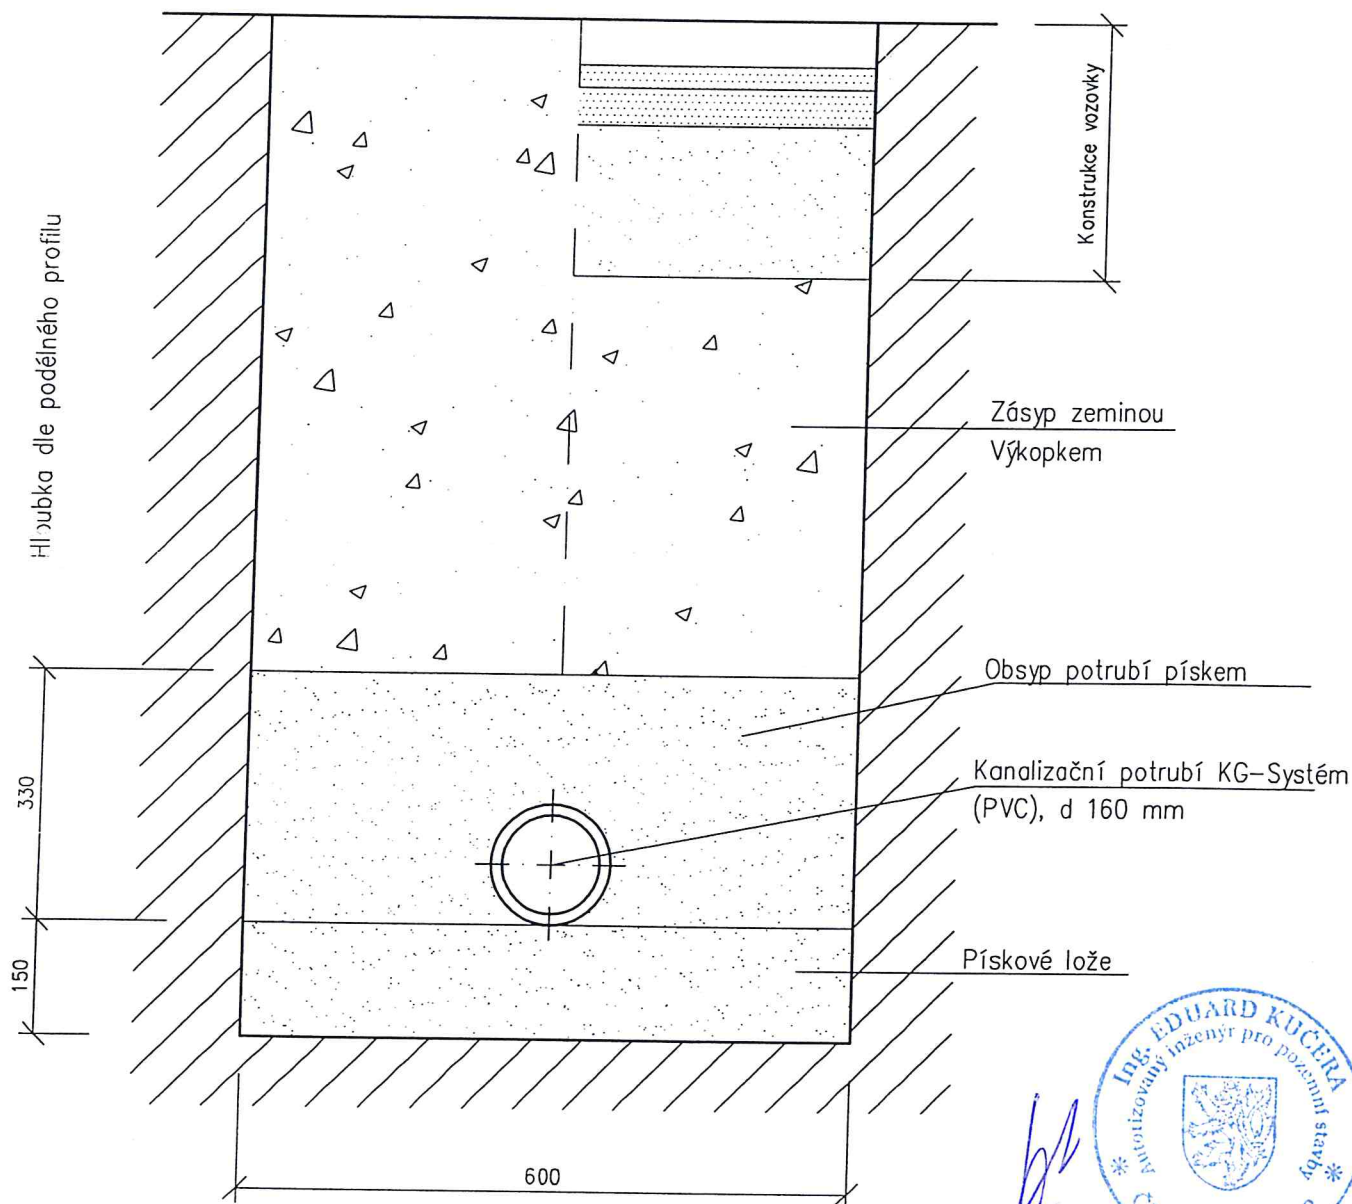 Konstrukce vozovky
Hloubka dle podélného profilu
Zásyp zeminou
Výkopkem
Obsyp potrubí pískem
Kanalizační potrubí KG-Systém
(PVC), d 160 mm
330
150
Pískové lože
600
Ing. EDUARD KUČERA
Autorizovaný inženýr pro pozemní stavby